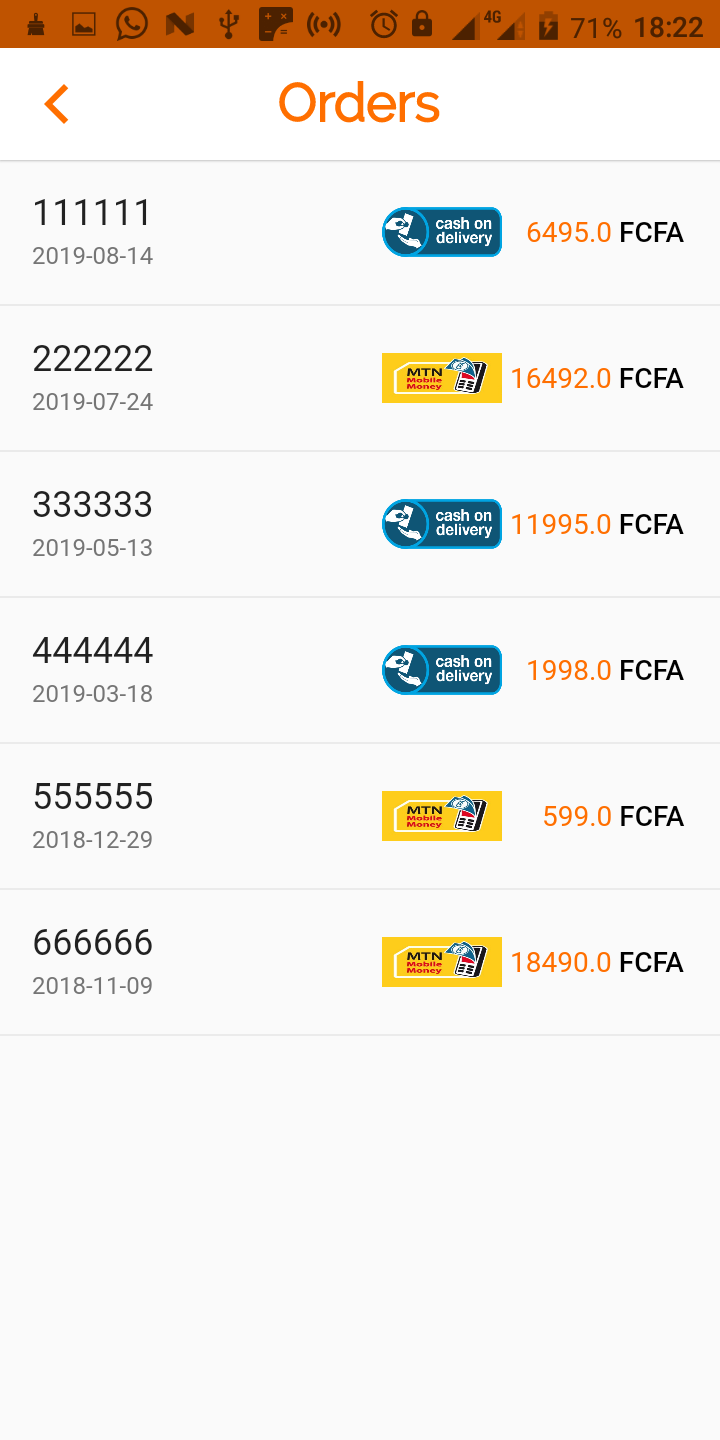 4G 71% 18:22
Orders
111111
2019-08-14
cash on
delivery
6495.0 FCFA
222222
2019-07-24
MTN
Mobile
Money
16492.0 FCFA
333333
2019-05-13
cash on
delivery
11995.0 FCFA
444444
2019-03-18
cash on
delivery
1998.0 FCFA
555555
2018-12-29
MTN
Mobile
Money
599.0 FCFA
666666
2018-11-09
MTN
Mobile
Money
18490.0 FCFA